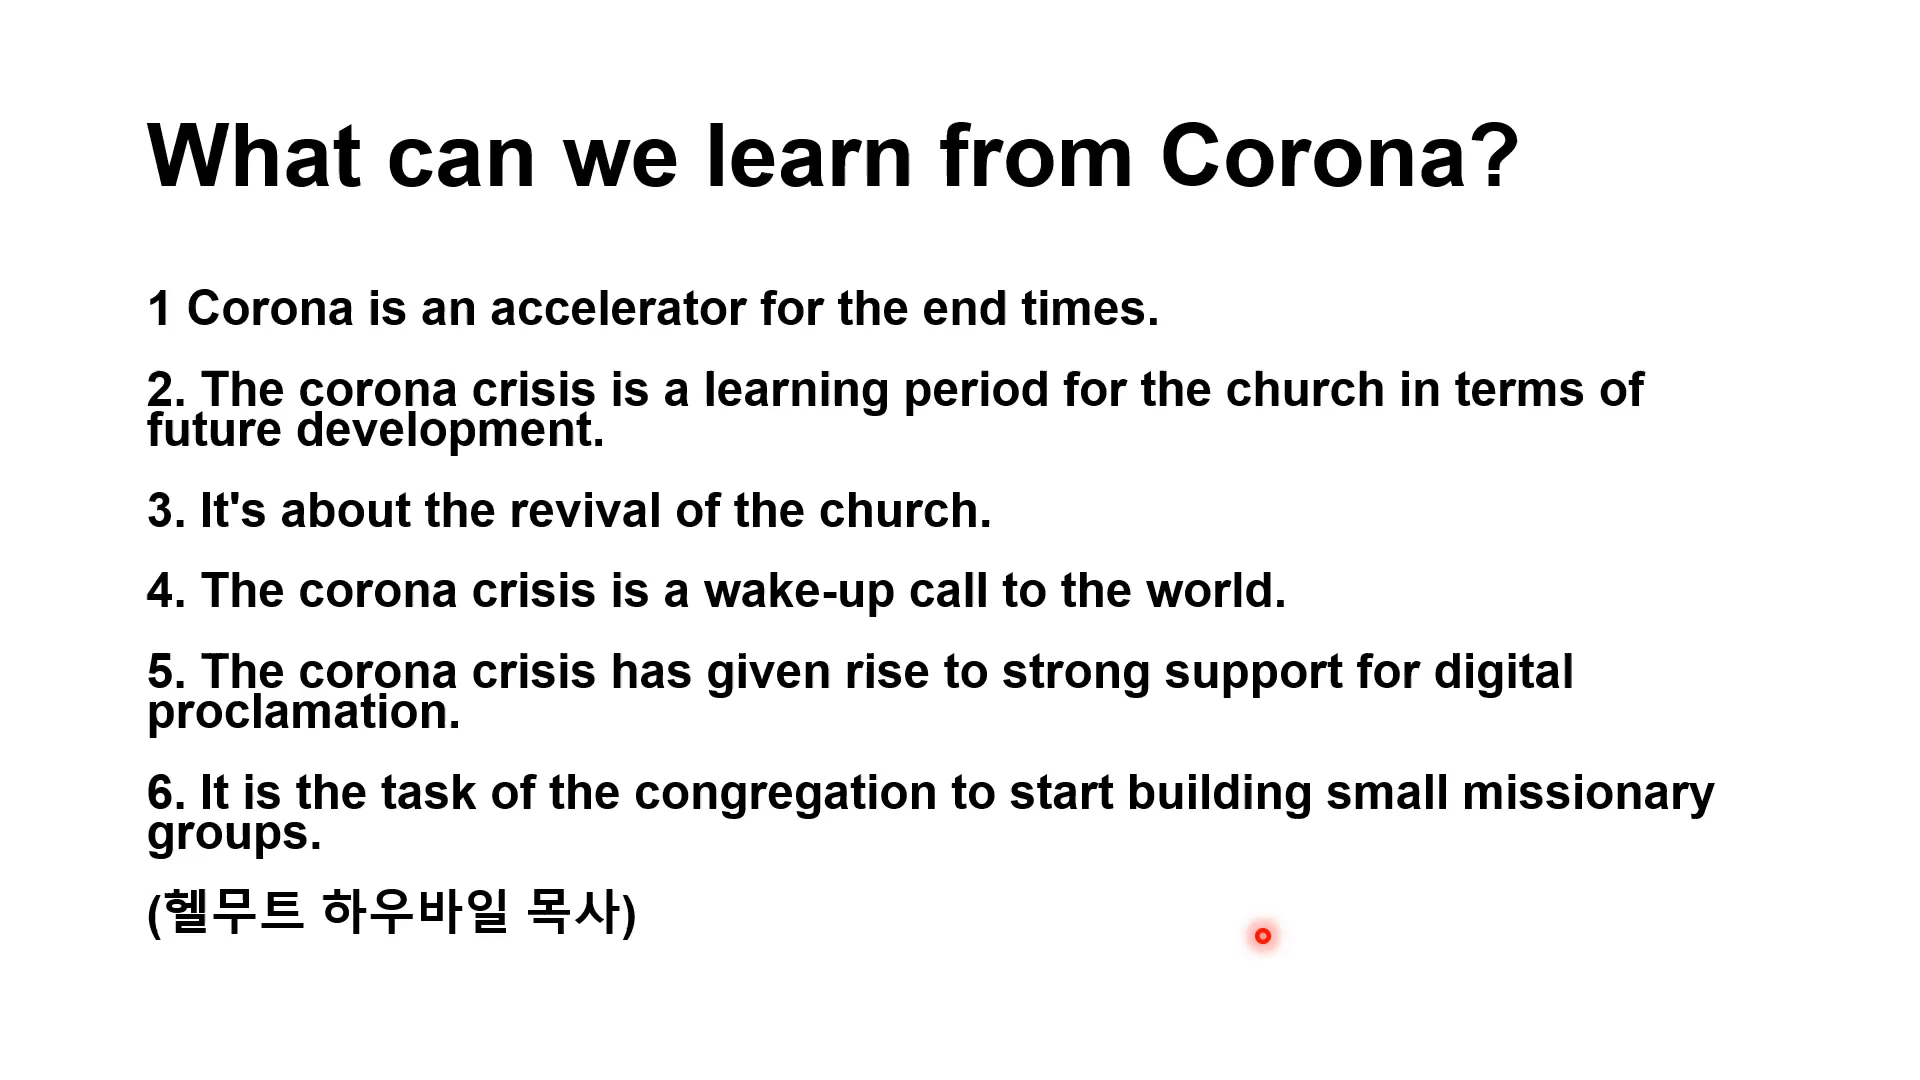 What can we learn from Corona?
1 Corona is an accelerator for the end times.
2. The corona crisis is a learning period for the church in terms of
future development.
3. It's about the revival of the church.
4. The corona crisis is a wake-up call to the world.
5. The corona crisis has given rise to strong support for digital
proclamation.
6. It is the task of the congregation to start building small missionary
groups.
(헬무트 하우바일 목사)